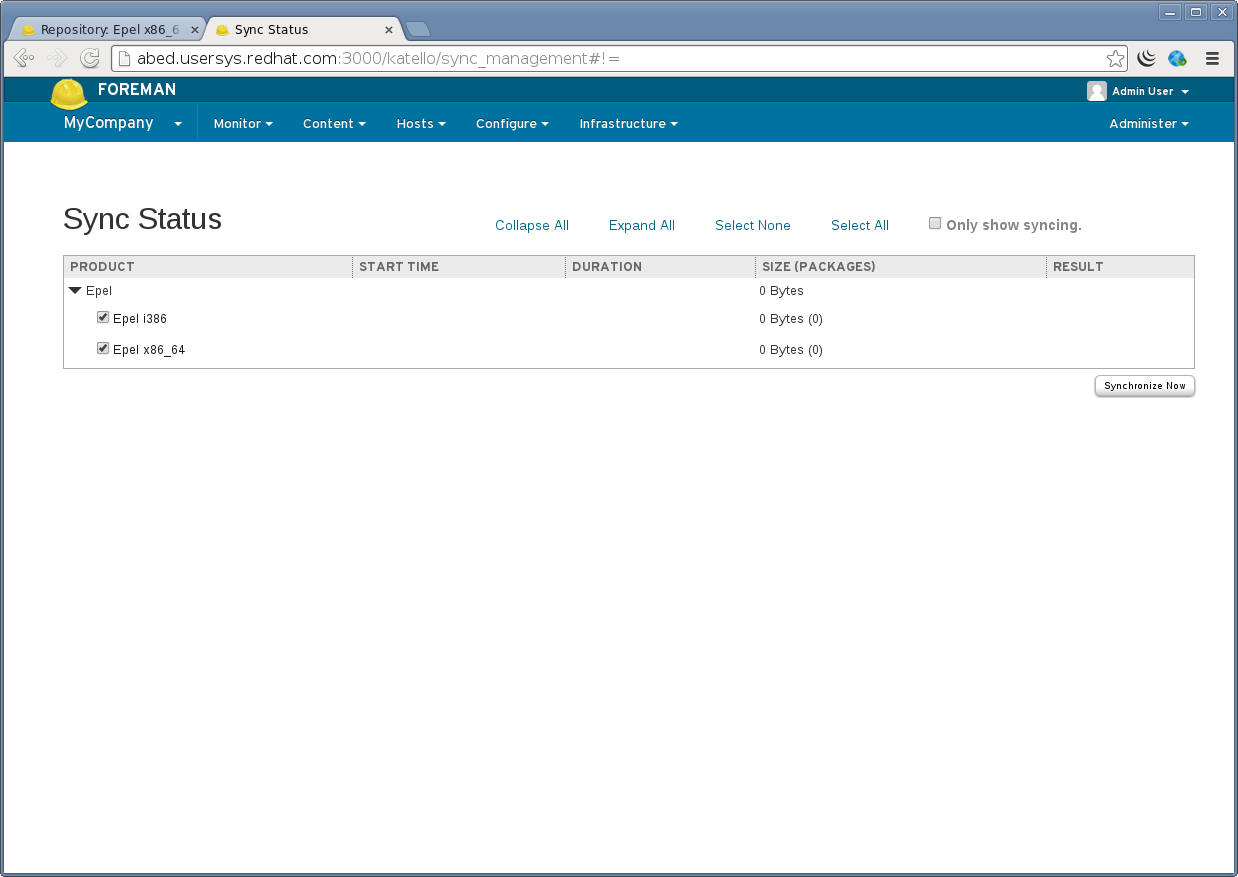 Repository: Epel x86_6
Sync Status
abed.usersys.redhat.com:3000/katello/sync_management#!=
FOREMAN
Admin User
MyCompany
Monitor
Content
Hosts
Configure
Infrastructure
Administer
Sync Status
Collapse All
Expand All
Select None
Select All
Only show syncing.
PRODUCT START TIME DURATION SIZE (PACKAGES) RESULT
Epel 0 Bytes
Epel i386 0 Bytes (0)
Epel x86_64 0 Bytes (0)
Synchronize Now